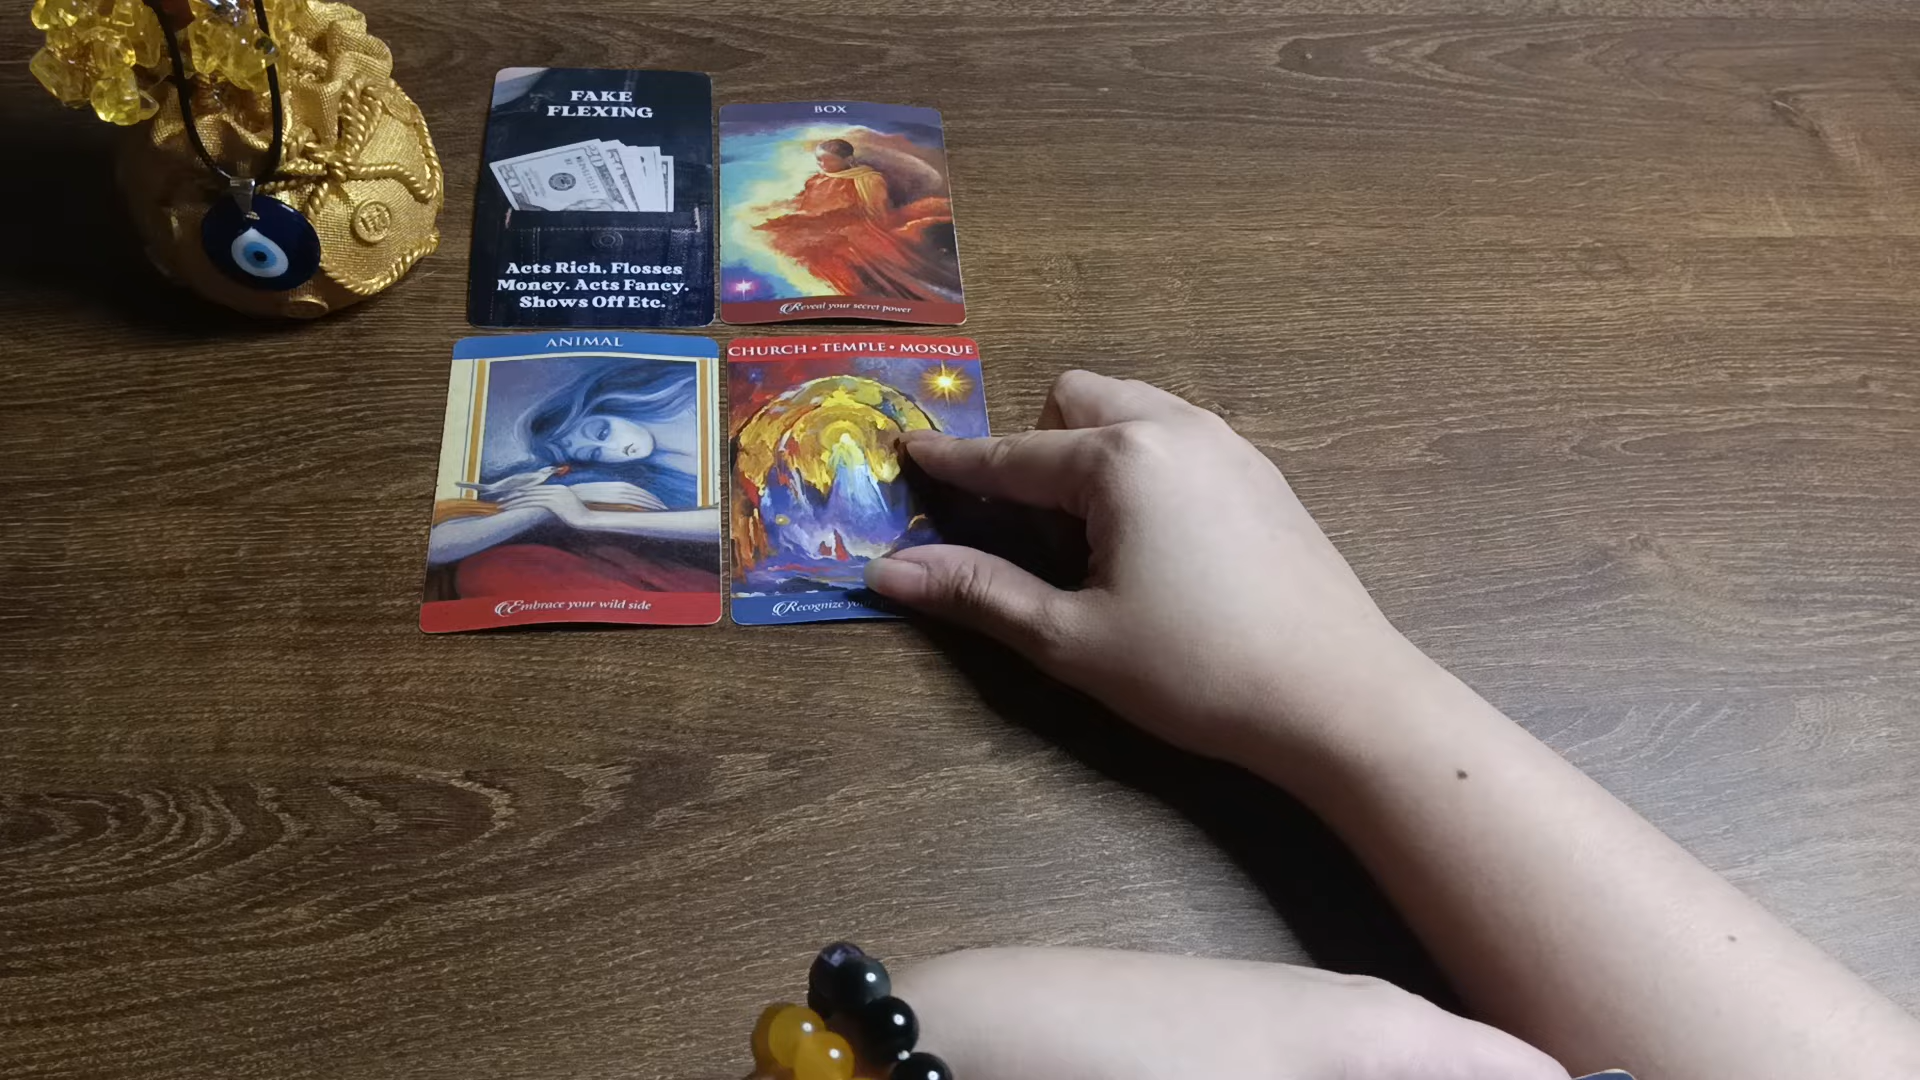 FAKE
FLEXING
Acts Rich, Flosses
Money. Acts Fancy.
Shows Off Etc.
BOX
Reveal your secret power
ANIMAL
Embrace your wild side
CHURCH • TEMPLE • MOSQUE
Recognize